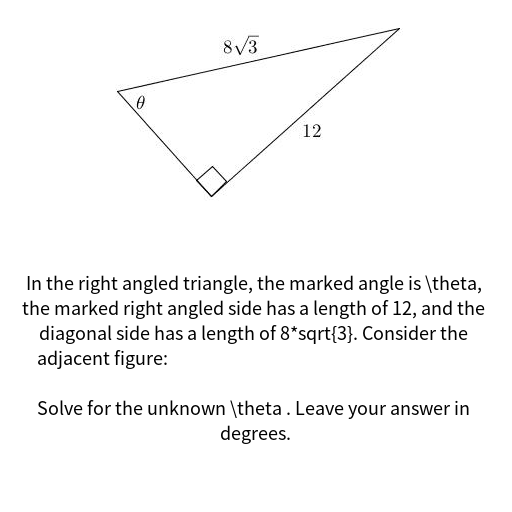 8√3
θ
12
In the right angled triangle, the marked angle is \theta,
the marked right angled side has a length of 12, and the
diagonal side has a length of 8*sqrt{3}. Consider the
adjacent figure:
Solve for the unknown \theta . Leave your answer in
degrees.